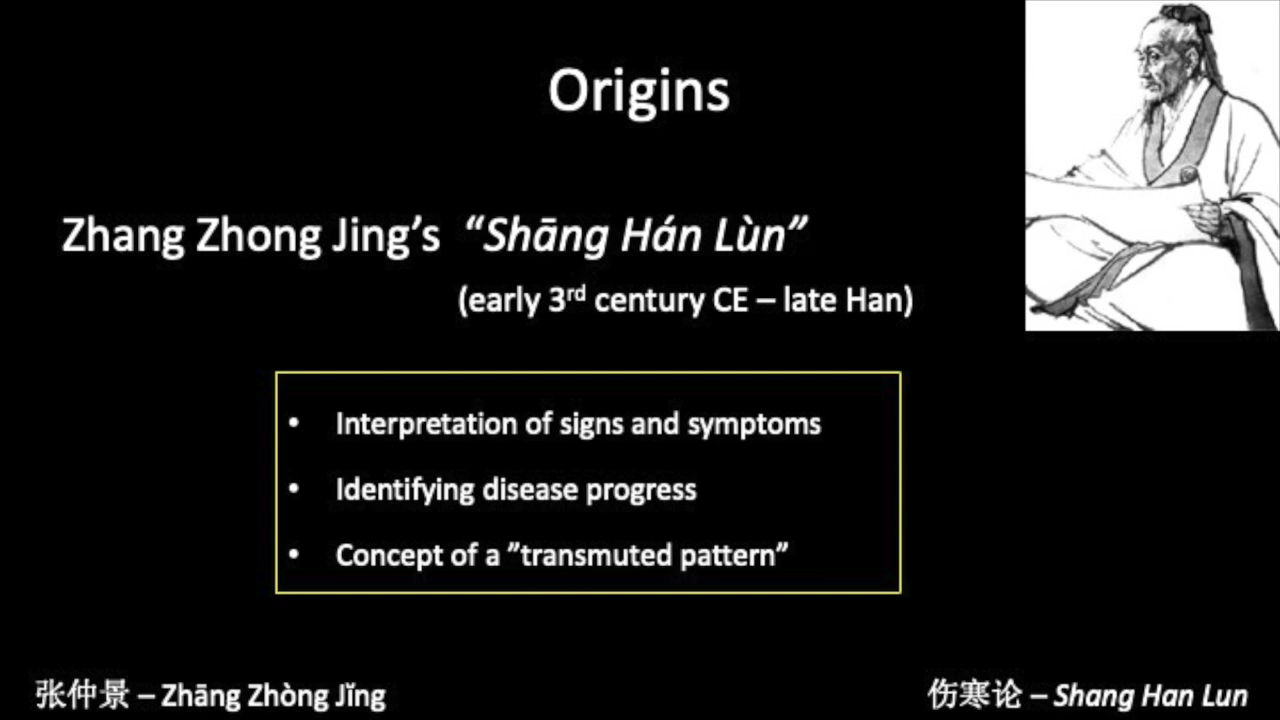 Origins
Zhang Zhong Jing’s “Shāng Hán Lùn”
(early 3rd century CE – late Han)
• Interpretation of signs and symptoms
• Identifying disease progress
• Concept of a ”transmuted pattern”
张仲景 – Zhāng Zhòng Jǐng
伤寒论 – Shang Han Lun